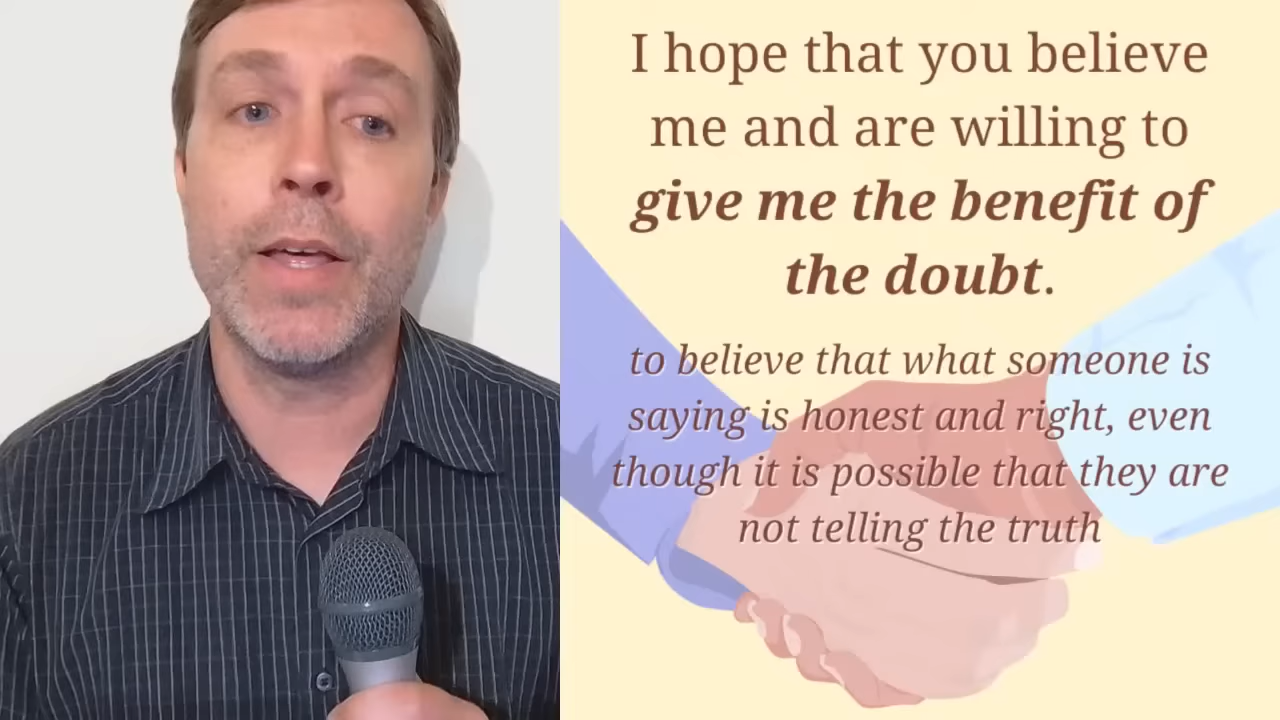 I hope that you believe
me and are willing to
give me the benefit of
the doubt.
to believe that what someone is
saying is honest and right, even
though it is possible that they are
not telling the truth